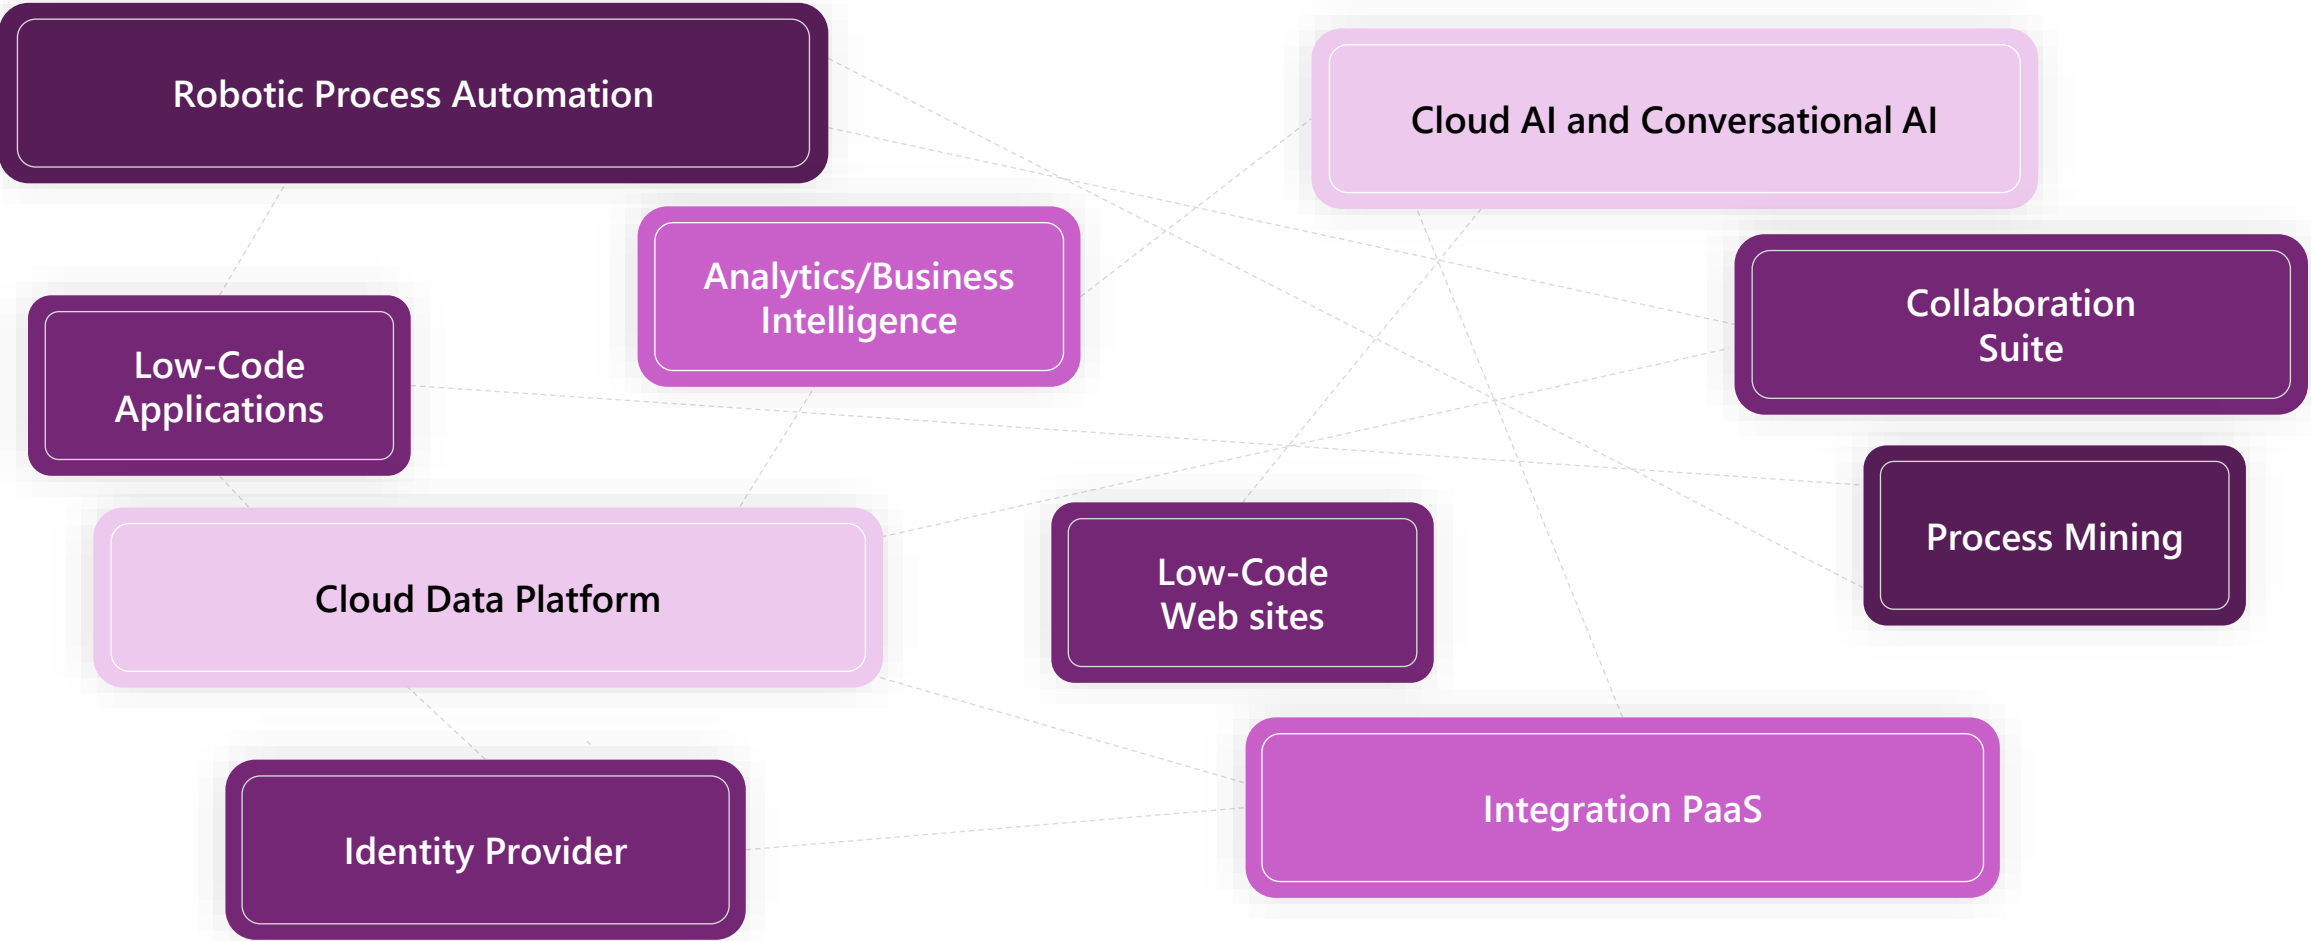 Robotic Process Automation
Cloud AI and Conversational AI
Analytics/Business
Intelligence
Collaboration
Suite
Low-Code
Applications
Process Mining
Cloud Data Platform
Low-Code
Web sites
Integration PaaS
Identity Provider